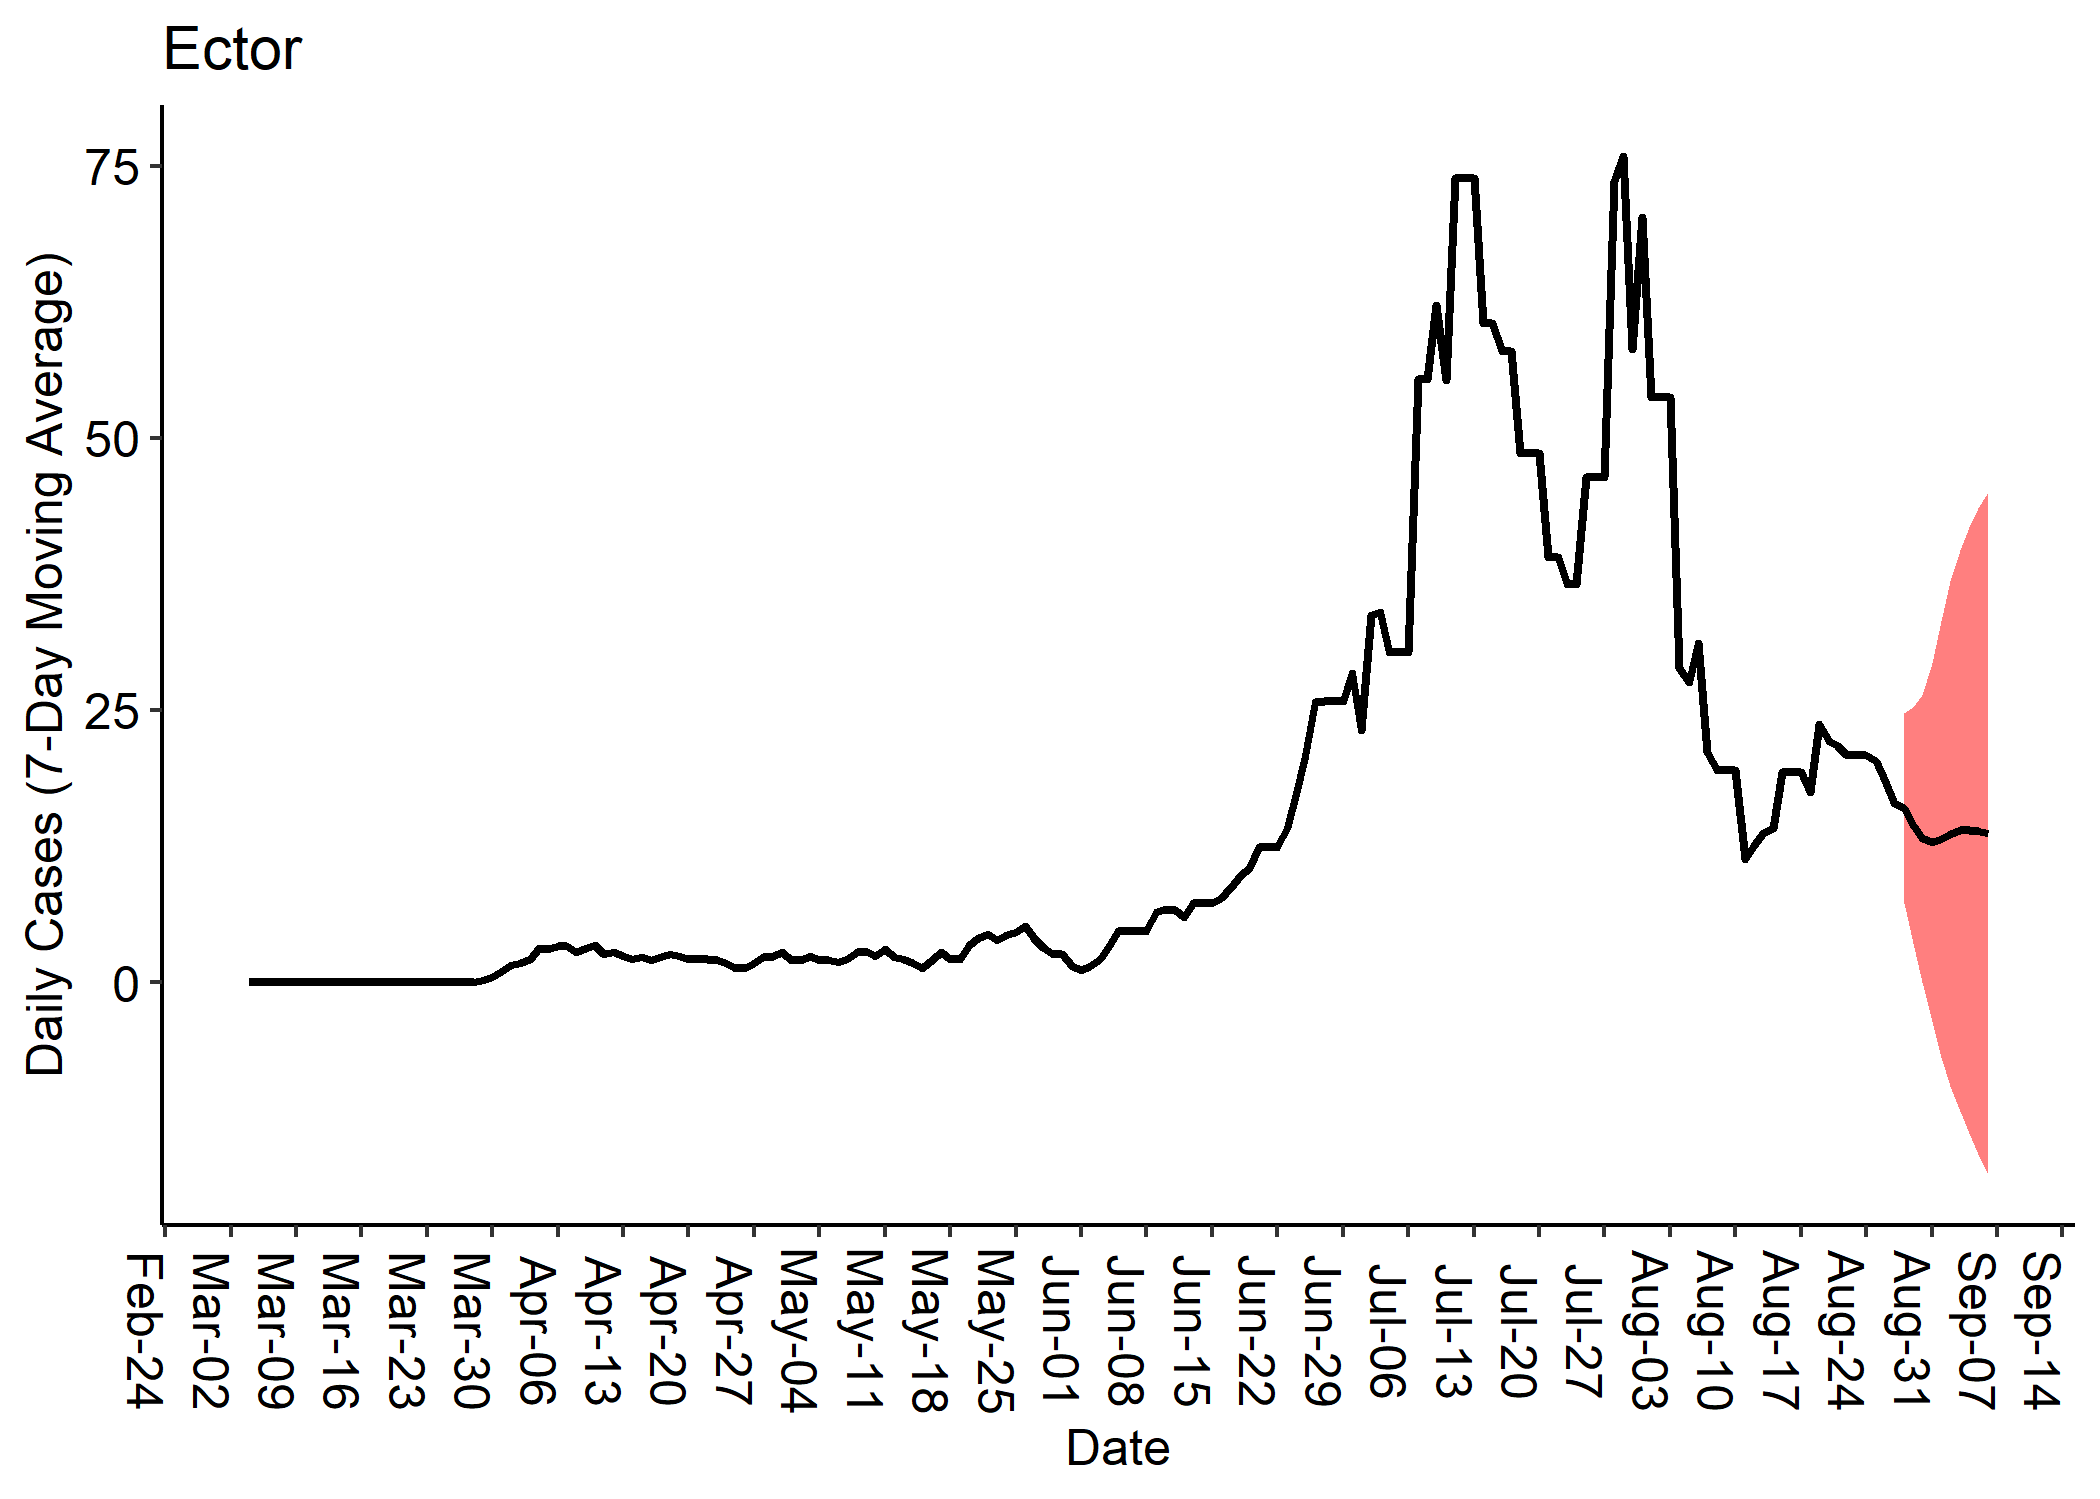 Ector
Daily Cases (7-Day Moving Average)
75
50
25
0
Feb-24
Mar-02
Mar-09
Mar-16
Mar-23
Mar-30
Apr-06
Apr-13
Apr-20
Apr-27
May-04
May-11
May-18
May-25
Jun-01
Jun-08
Jun-15
Jun-22
Jun-29
Jul-06
Jul-13
Jul-20
Jul-27
Aug-03
Aug-10
Aug-17
Aug-24
Aug-31
Sep-07
Sep-14
Date